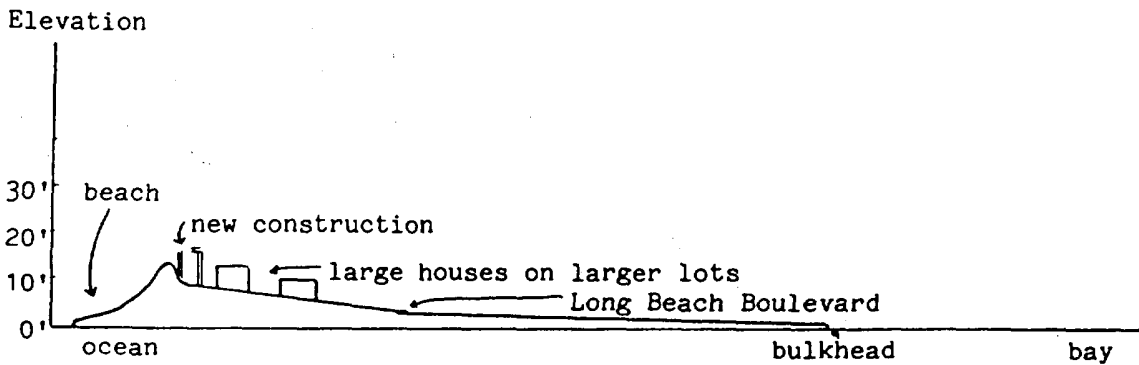 Elevation
30'
beach
20'
new construction
10'
large houses on larger lots
Long Beach Boulevard
0'
ocean
bulkhead
bay